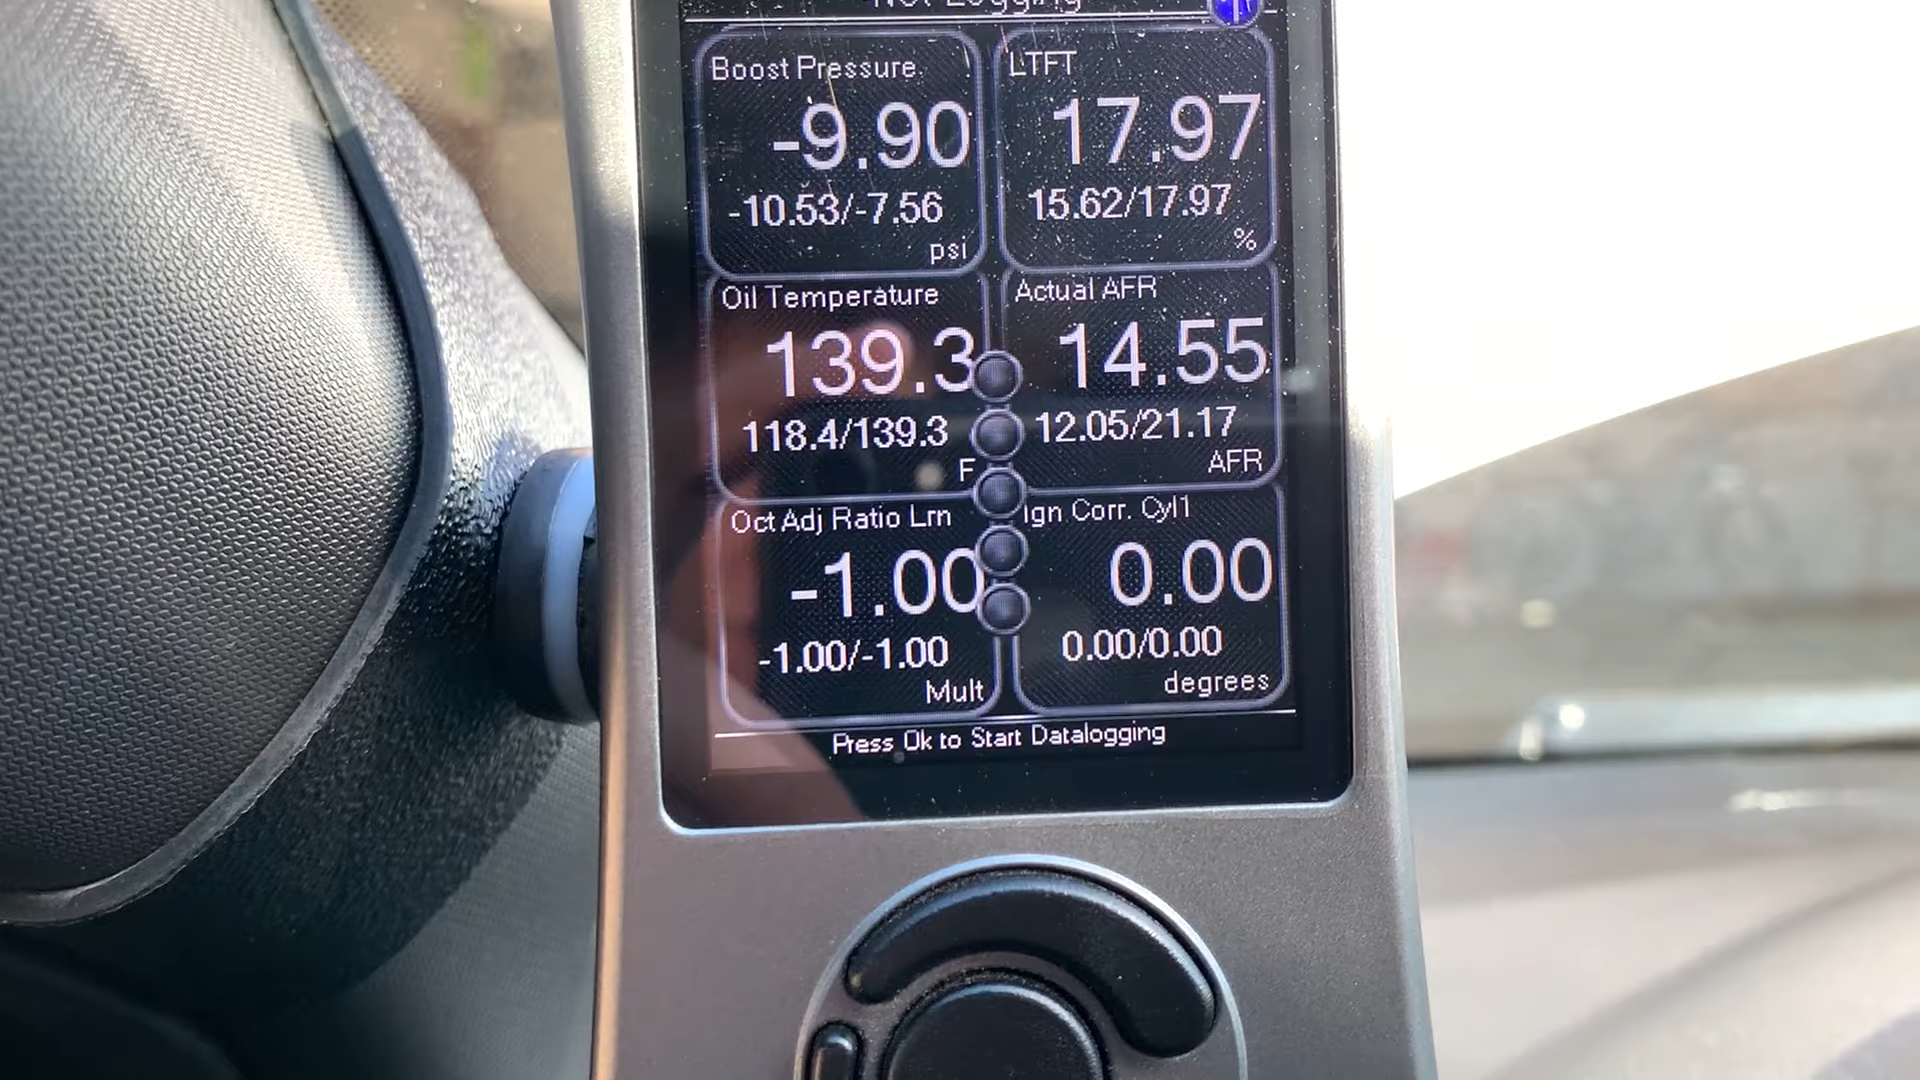 Not Logging
Boost Pressure
-9.90
-10.53/-7.56
psi
LTFT
17.97
15.62/17.97
%
Oil Temperature
139.3
118.4/139.3
F
Actual AFR
14.55
12.05/21.17
AFR
Oct Adj Ratio Lrn
-1.00
-1.00/-1.00
Mult
Ign Corr. Cyl1
0.00
0.00/0.00
degrees
Press Ok to Start Datalogging